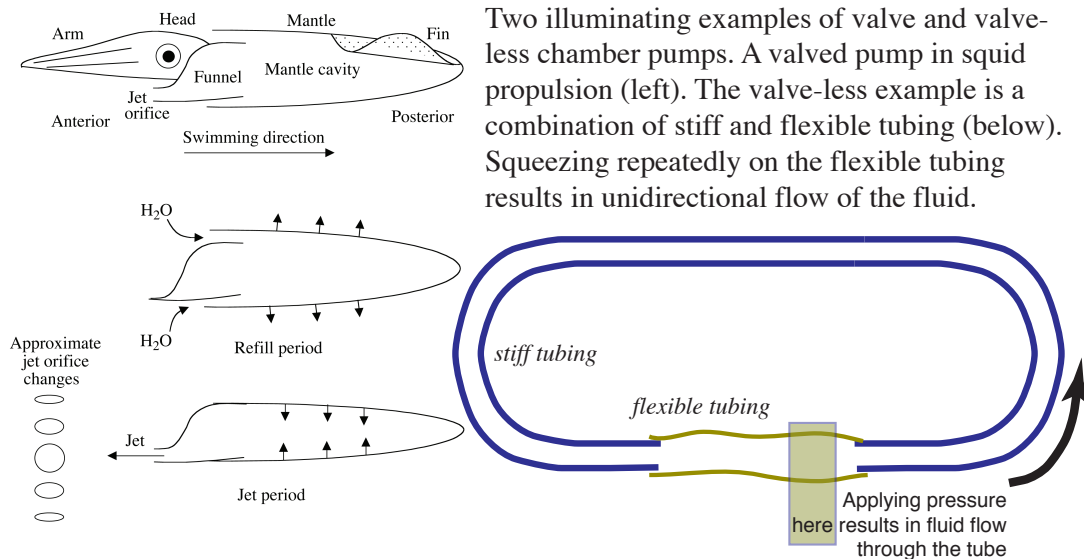 Head
Mantle
Fin
Arm
Funnel
Mantle cavity
Jet
orifice
Anterior
Posterior
Swimming direction
Two illuminating examples of valve and valve-
less chamber pumps. A valved pump in squid
propulsion (left). The valve-less example is a
combination of stiff and flexible tubing (below).
Squeezing repeatedly on the flexible tubing
results in unidirectional flow of the fluid.
H₂O
H₂O
Refill period
Approximate
jet orifice
changes
Jet
Jet period
stiff tubing
flexible tubing
Applying pressure
here results in fluid flow
through the tube